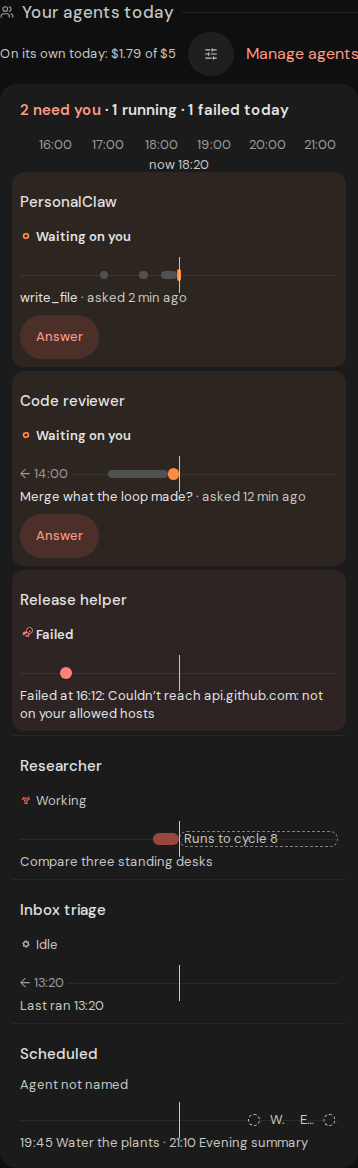 Your agents today
On its own today: $1.79 of $5
Manage agents
2 need you · 1 running · 1 failed today
16:00 17:00 18:00 19:00 20:00 21:00
now 18:20
PersonalClaw
Waiting on you
write_file · asked 2 min ago
Answer
Code reviewer
Waiting on you
← 14:00
Merge what the loop made? · asked 12 min ago
Answer
Release helper
Failed
Failed at 16:12: Couldn’t reach api.github.com: not
on your allowed hosts
Researcher
Working
Runs to cycle 8
Compare three standing desks
Inbox triage
Idle
← 13:20
Last ran 13:20
Scheduled
Agent not named
W. E…
19:45 Water the plants · 21:10 Evening summary